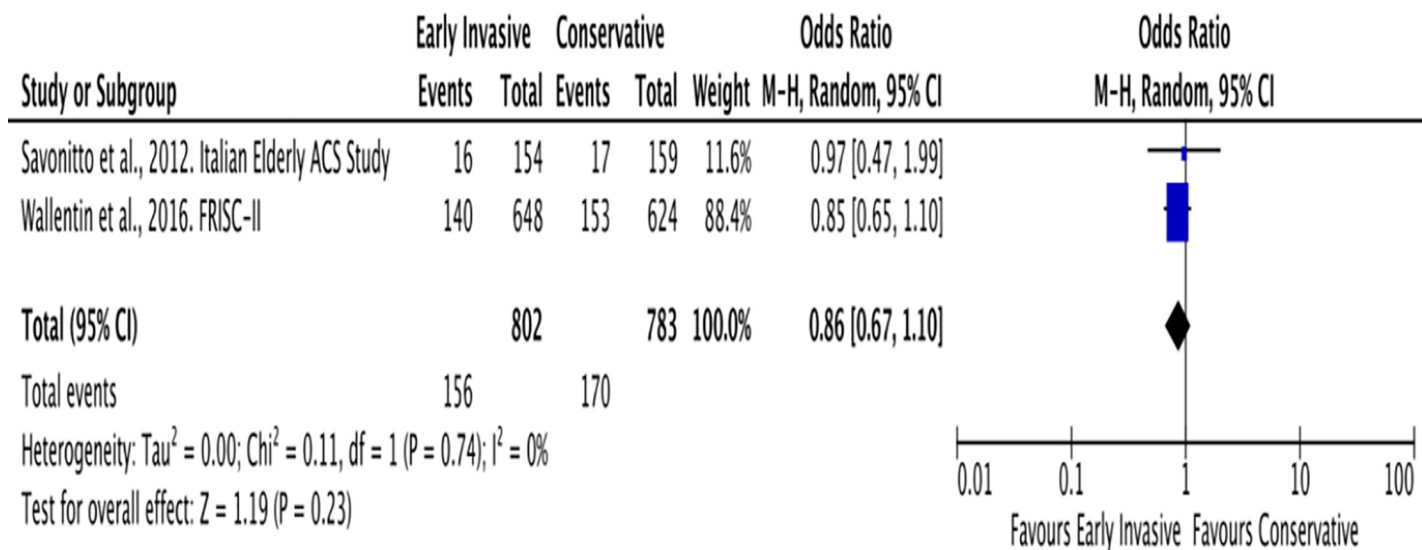 Early Invasive Conservative Odds Ratio Odds Ratio
Study or Subgroup Events Total Events Total Weight M-H, Random, 95% CI M-H, Random, 95% CI
Savonitto et al., 2012. Italian Elderly ACS Study 16 154 17 159 11.6% 0.97 [0.47, 1.99]
Wallentin et al., 2016. FRISC-II 140 648 153 624 88.4% 0.85 [0.65, 1.10]
Total (95% CI) 802 783 100.0% 0.86 [0.67, 1.10]
Total events 156 170
Heterogeneity: Tau² = 0.00; Chi² = 0.11, df = 1 (P = 0.74); I² = 0%
Test for overall effect: Z = 1.19 (P = 0.23)
0.01 0.1 1 10 100
Favours Early Invasive Favours Conservative